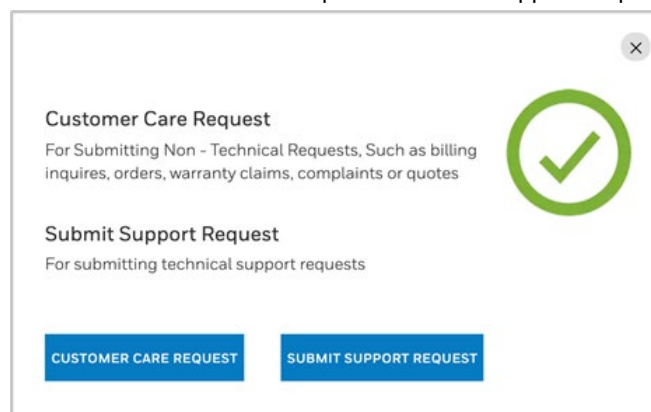 Customer Care Request
For Submitting Non - Technical Requests, Such as billing
inquires, orders, warranty claims, complaints or quotes
Submit Support Request
For submitting technical support requests
CUSTOMER CARE REQUEST
SUBMIT SUPPORT REQUEST